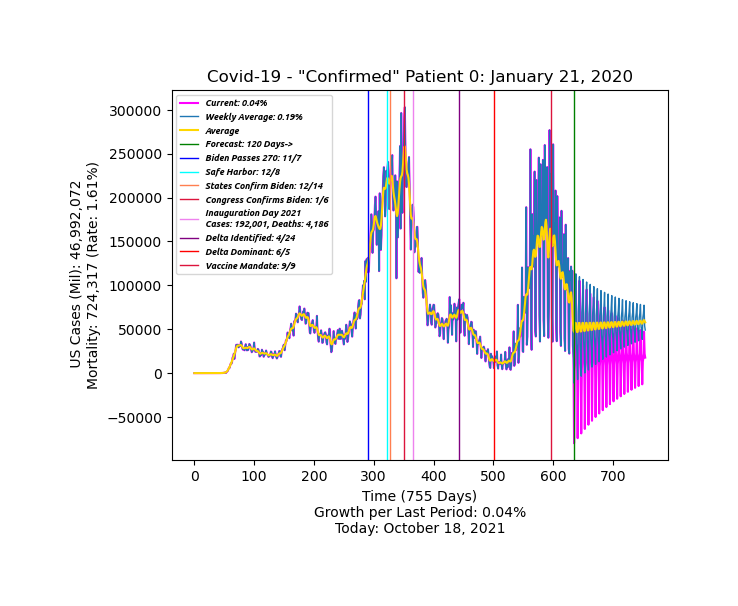 Covid-19 - "Confirmed" Patient 0: January 21, 2020
Current: 0.04%
Weekly Average: 0.19%
Average
Forecast: 120 Days->
Biden Passes 270: 11/7
Safe Harbor: 12/8
States Confirm Biden: 12/14
Congress Confirms Biden: 1/6
Inauguration Day 2021
Cases: 192,001, Deaths: 4,186
Delta Identified: 4/24
Delta Dominant: 6/5
Vaccine Mandate: 9/9
US Cases (Mil): 46,992,072
Mortality: 724,317 (Rate: 1.61%)
300000
250000
200000
150000
100000
50000
0
−50000
0 100 200 300 400 500 600 700
Time (755 Days)
Growth per Last Period: 0.04%
Today: October 18, 2021